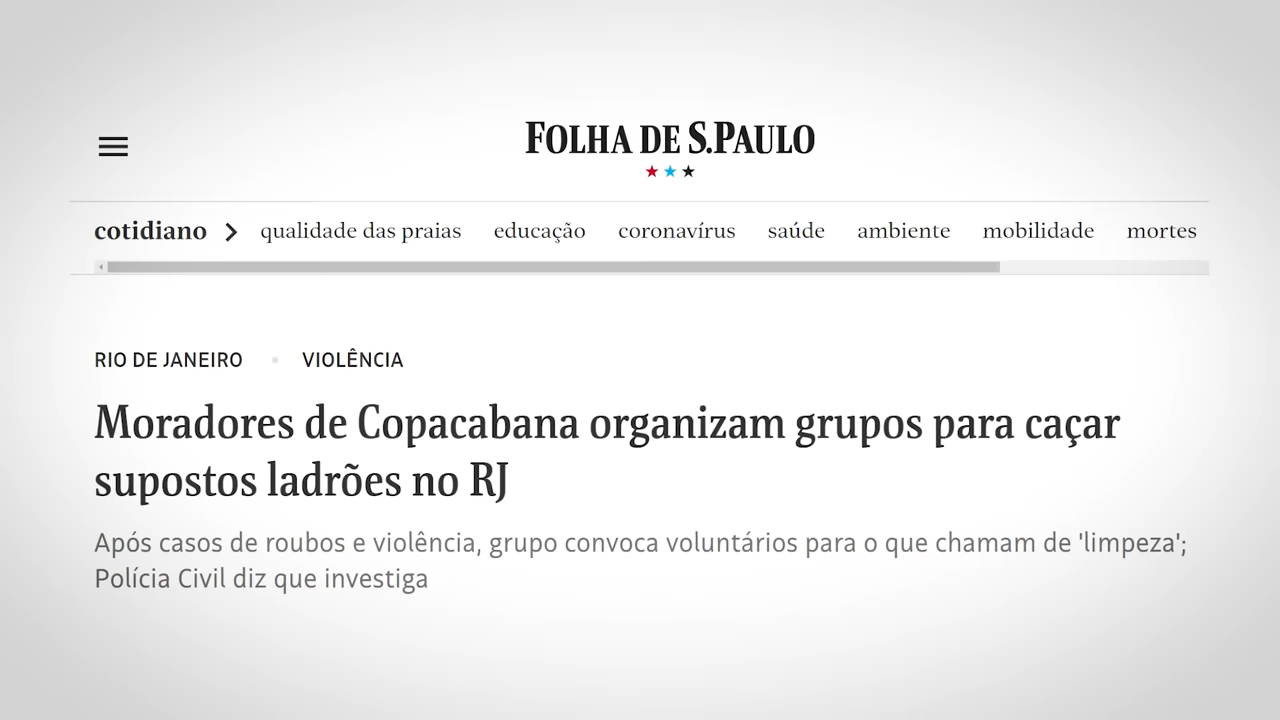 FOLHA DE S.PAULO
cotidiano qualidade das praias educação coronavírus saúde ambiente mobilidade mortes
RIO DE JANEIRO • VIOLÊNCIA
Moradores de Copacabana organizam grupos para caçar
supostos ladrões no RJ
Após casos de roubos e violência, grupo convoca voluntários para o que chamam de 'limpeza';
Polícia Civil diz que investiga